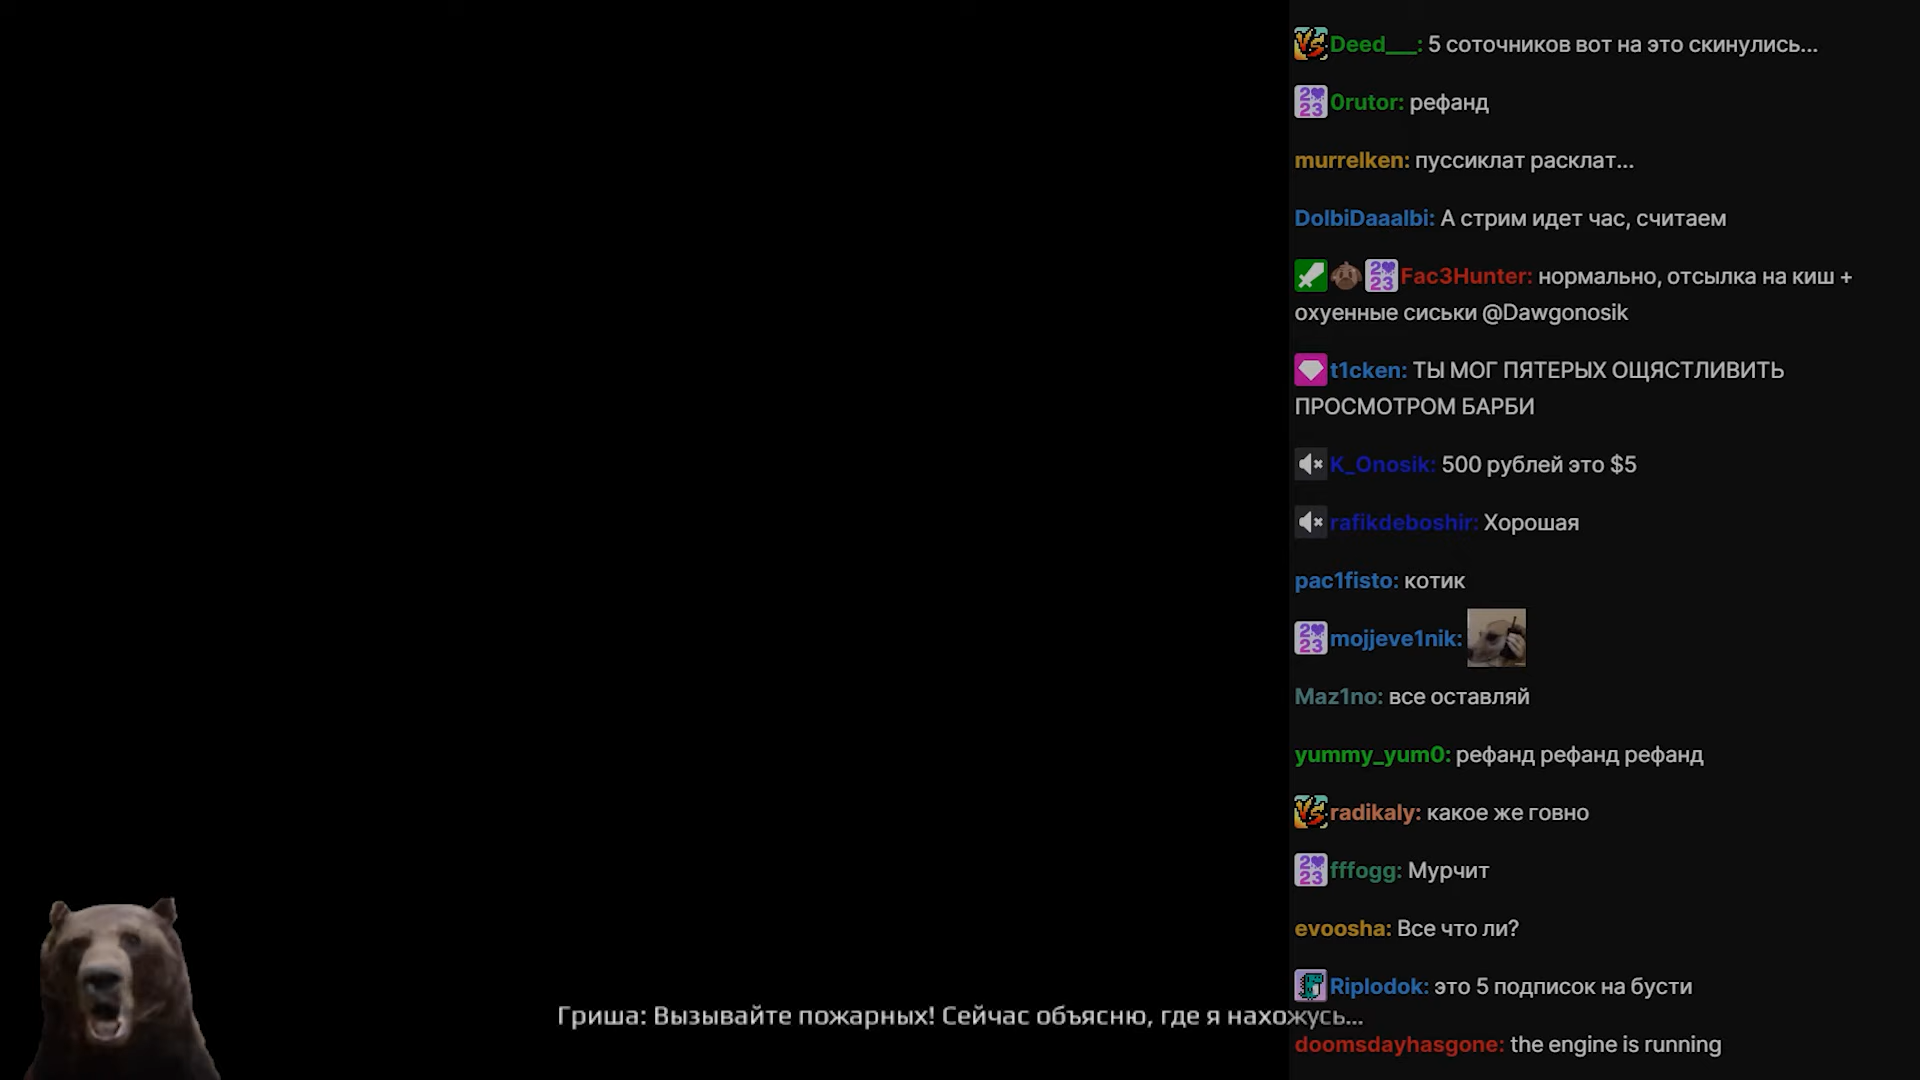 Deed___: 5 соточников вот на это скинулись...
0rutor: рефанд
murrelken: пуссиклат расклат...
DolbiDaaalbi: А стрим идет час, считаем
Fac3Hunter: нормально, отсылка на киш +
охуенные сиськи @Dawgonosik
t1cken: ТЫ МОГ ПЯТЕРЫХ ОЩЯСТЛИВИТЬ
ПРОСМОТРОМ БАРБИ
K_Onosik: 500 рублей это $5
rafikdeboshir: Хорошая
pac1fisto: котик
mojjeve1nik:
Maz1no: все оставляй
yummy_yum0: рефанд рефанд рефанд
radikaly: какое же говно
fffogg: Мурчит
evoosha: Все что ли?
Riplodok: это 5 подписок на бусти
Гриша: Вызывайте пожарных! Сейчас объясню, где я нахожусь...
doomsdayhasgone: the engine is running